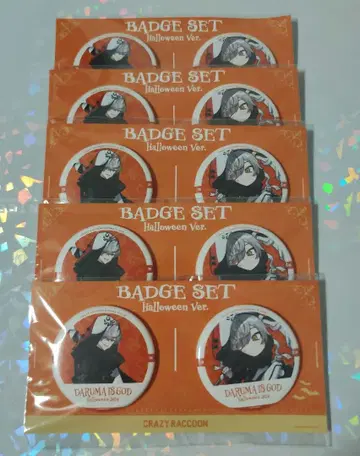 BADGE SET
Halloween Ver.
BADGE SET
Halloween Ver.
BADGE SET
Halloween Ver.
BADGE SET
Halloween Ver.
BADGE SET
Halloween Ver.
DARUMA IS GOD
DARUMA IS GOD
CRAZY RACCOON